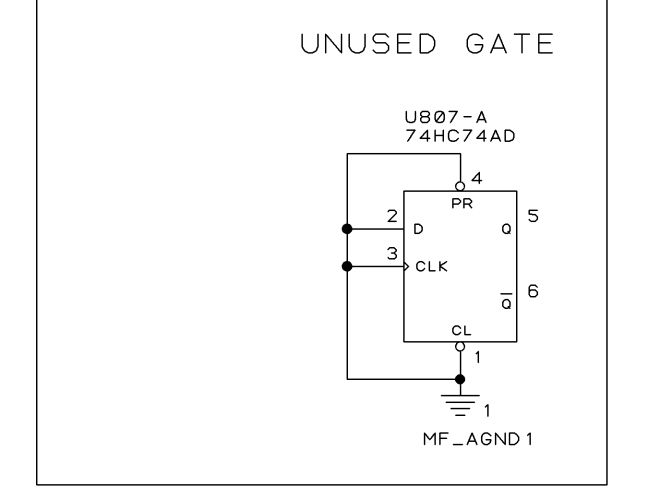 UNUSED GATE
U807-A
74HC74AD
4
PR
2
D
Q
5
3
CLK
Q
6
CL
1
1
MF_AGND1